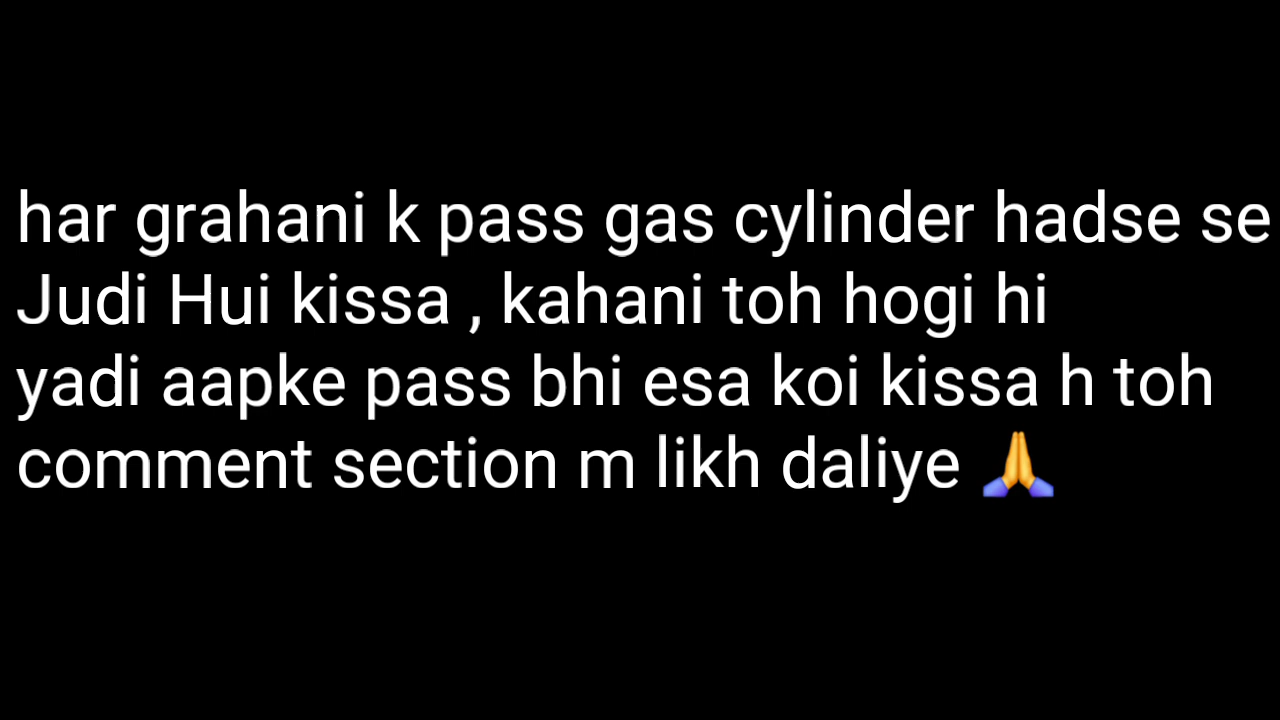 har grahani k pass gas cylinder hadse se
Judi Hui kissa , kahani toh hogi hi
yadi aapke pass bhi esa koi kissa h toh
comment section m likh daliye 🙏